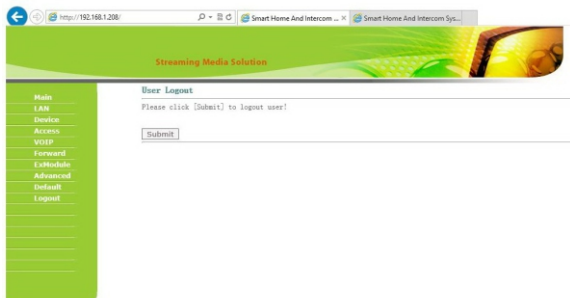 http://192.168.1.208/
Smart Home And Intercom ...
Smart Home And Intercom Sys...
Streaming Media Solution
User Logout
Please click [Submit] to logout user!
Submit
Main
LAN
Device
Access
VOIP
Forward
ExModule
Advanced
Default
Logout